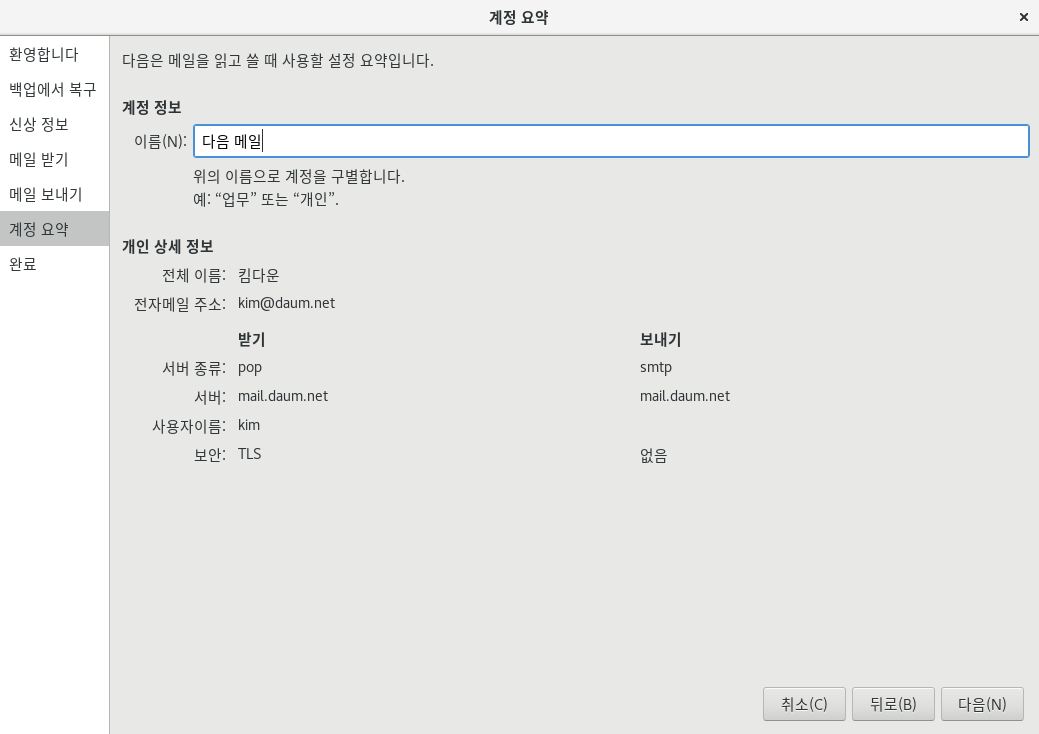 계정 요약
×
환영합니다
백업에서 복구
신상 정보
메일 받기
메일 보내기
계정 요약
완료
다음은 메일을 읽고 쓸 때 사용할 설정 요약입니다.
계정 정보
이름(N): 다음 메일
위의 이름으로 계정을 구별합니다.
예: “업무” 또는 “개인”.
개인 상세 정보
전체 이름: 킴다운
전자메일 주소: kim@daum.net
받기 보내기
서버 종류: pop smtp
서버: mail.daum.net mail.daum.net
사용자이름: kim
보안: TLS 없음
취소(C) 뒤로(B) 다음(N)